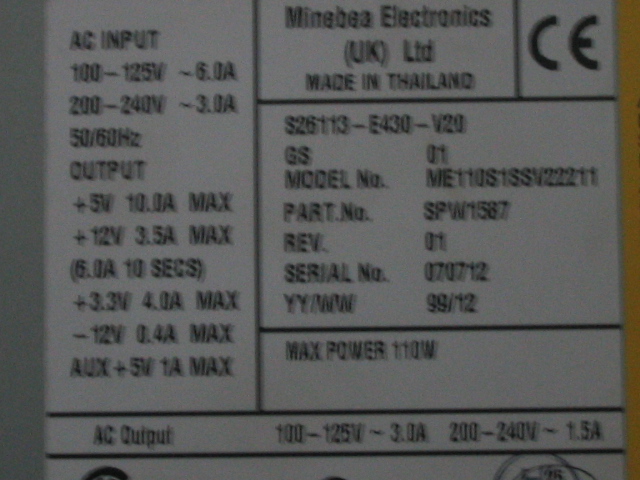 AC INPUT
100-125V ~6.0A
200-240V ~3.0A
50/60Hz
OUTPUT
+5V 10.0A MAX
+12V 3.5A MAX
(6.0A 10 SECS)
+3.3V 4.0A MAX
-12V 0.4A MAX
AUX+5V 1A MAX
Minebea Electronics
(UK) Ltd
MADE IN THAILAND
CE
S26113-E430-V20
GS 01
MODEL No. ME110S1SSV22211
PART.No. SPW1587
REV. 01
SERIAL No. 070712
YY/WW 99/12
MAX POWER 110W
AC Output 100-125V ~ 3.0A 200-240V ~ 1.5A